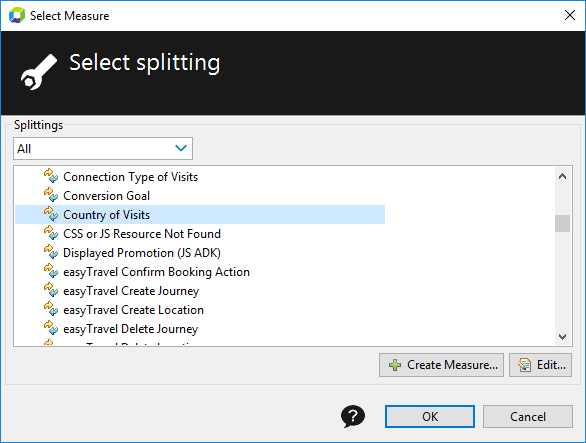 Select Measure
Select splitting
Splittings
All
Connection Type of Visits
Conversion Goal
Country of Visits
CSS or JS Resource Not Found
Displayed Promotion (JS ADK)
easyTravel Confirm Booking Action
easyTravel Create Journey
easyTravel Create Location
easyTravel Delete Journey
Create Measure...
Edit...
?
OK
Cancel